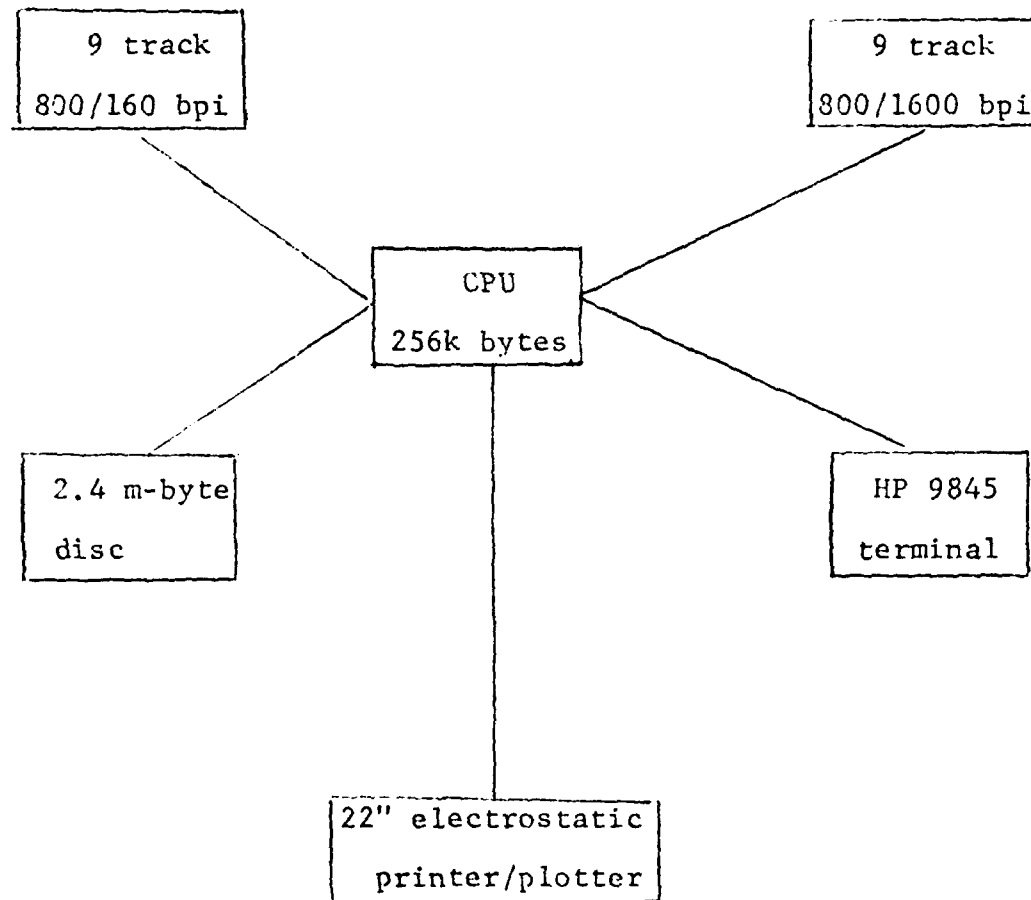 9 track
800/160 bpi
9 track
800/1600 bpi
CPU
256k bytes
2.4 m-byte
disc
HP 9845
terminal
22" electrostatic
printer/plotter